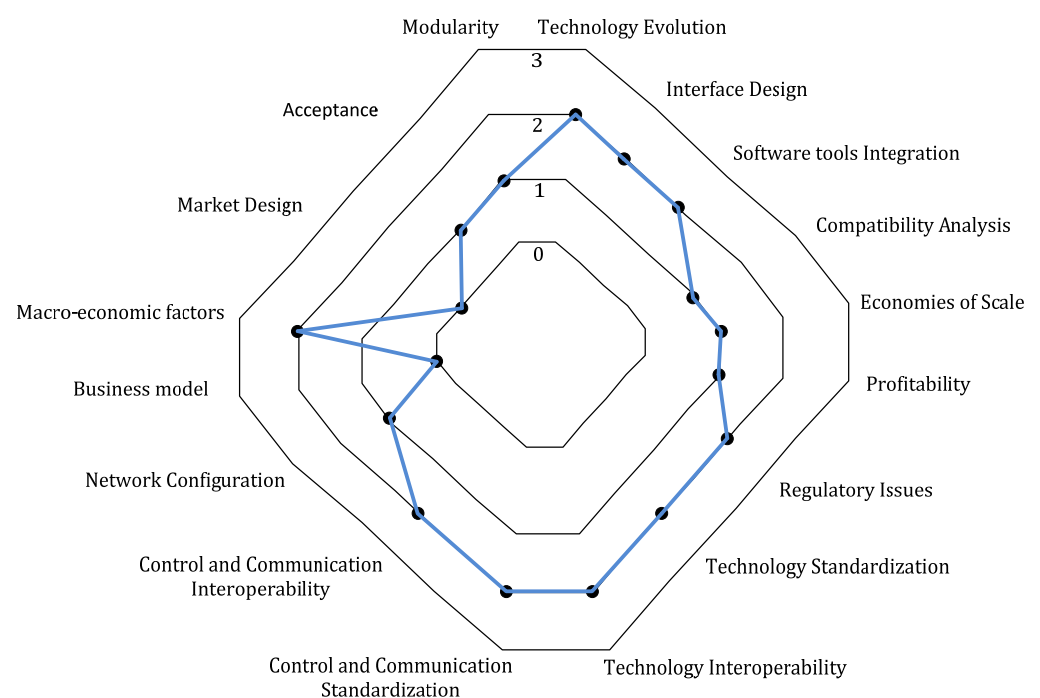 Modularity
Technology Evolution
3
Interface Design
Acceptance
2
Software tools Integration
1
Market Design
Compatibility Analysis
0
Macro-economic factors
Economies of Scale
Business model
Profitability
Network Configuration
Regulatory Issues
Control and Communication
Interoperability
Technology Standardization
Control and Communication
Standardization
Technology Interoperability